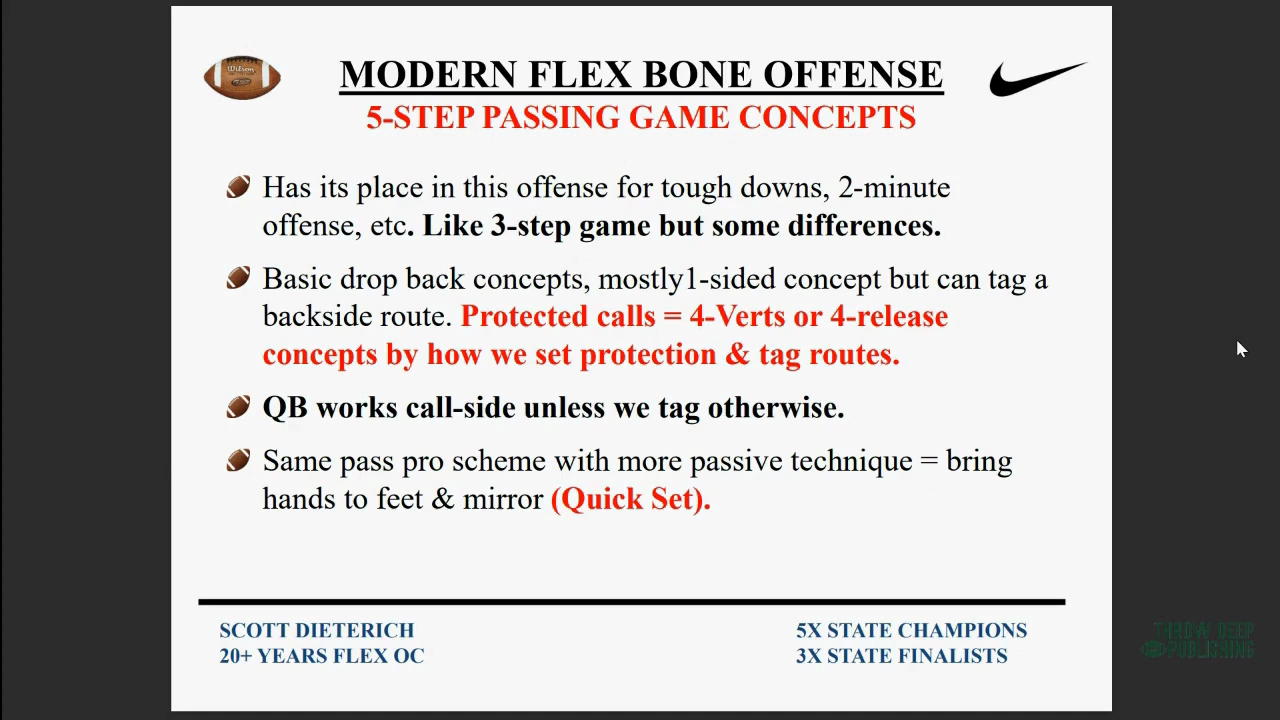 MODERN FLEX BONE OFFENSE
5-STEP PASSING GAME CONCEPTS
Has its place in this offense for tough downs, 2-minute
offense, etc. Like 3-step game but some differences.
Basic drop back concepts, mostly1-sided concept but can tag a
backside route. Protected calls = 4-Verts or 4-release
concepts by how we set protection & tag routes.
QB works call-side unless we tag otherwise.
Same pass pro scheme with more passive technique = bring
hands to feet & mirror (Quick Set).
SCOTT DIETERICH
20+ YEARS FLEX OC
5X STATE CHAMPIONS
3X STATE FINALISTS
THROW DEEP
PUBLISHING
Wilson